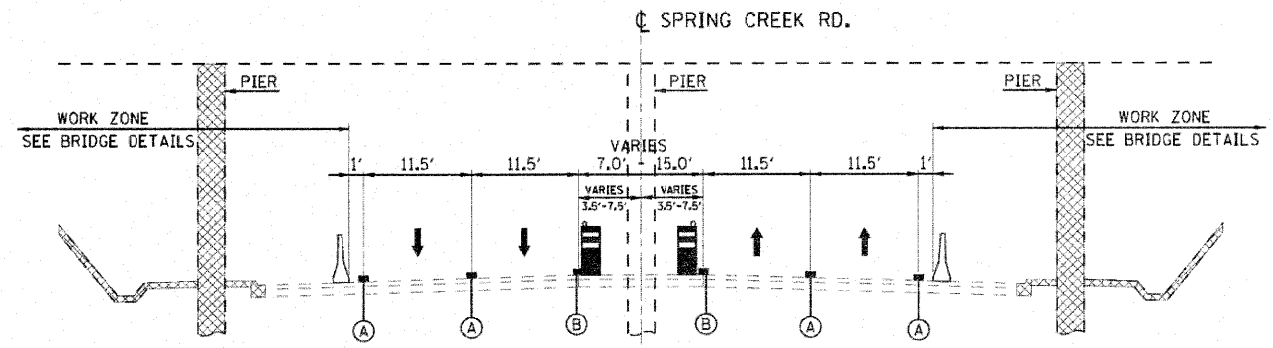 ℄ SPRING CREEK RD.
PIER
PIER
PIER
WORK ZONE
SEE BRIDGE DETAILS
WORK ZONE
SEE BRIDGE DETAILS
VARIES
1' 11.5' 11.5' 7.0' - 15.0' 11.5' 11.5' 1'
VARIES
3.5'-7.5'
VARIES
3.5'-7.5'
A A B B A A